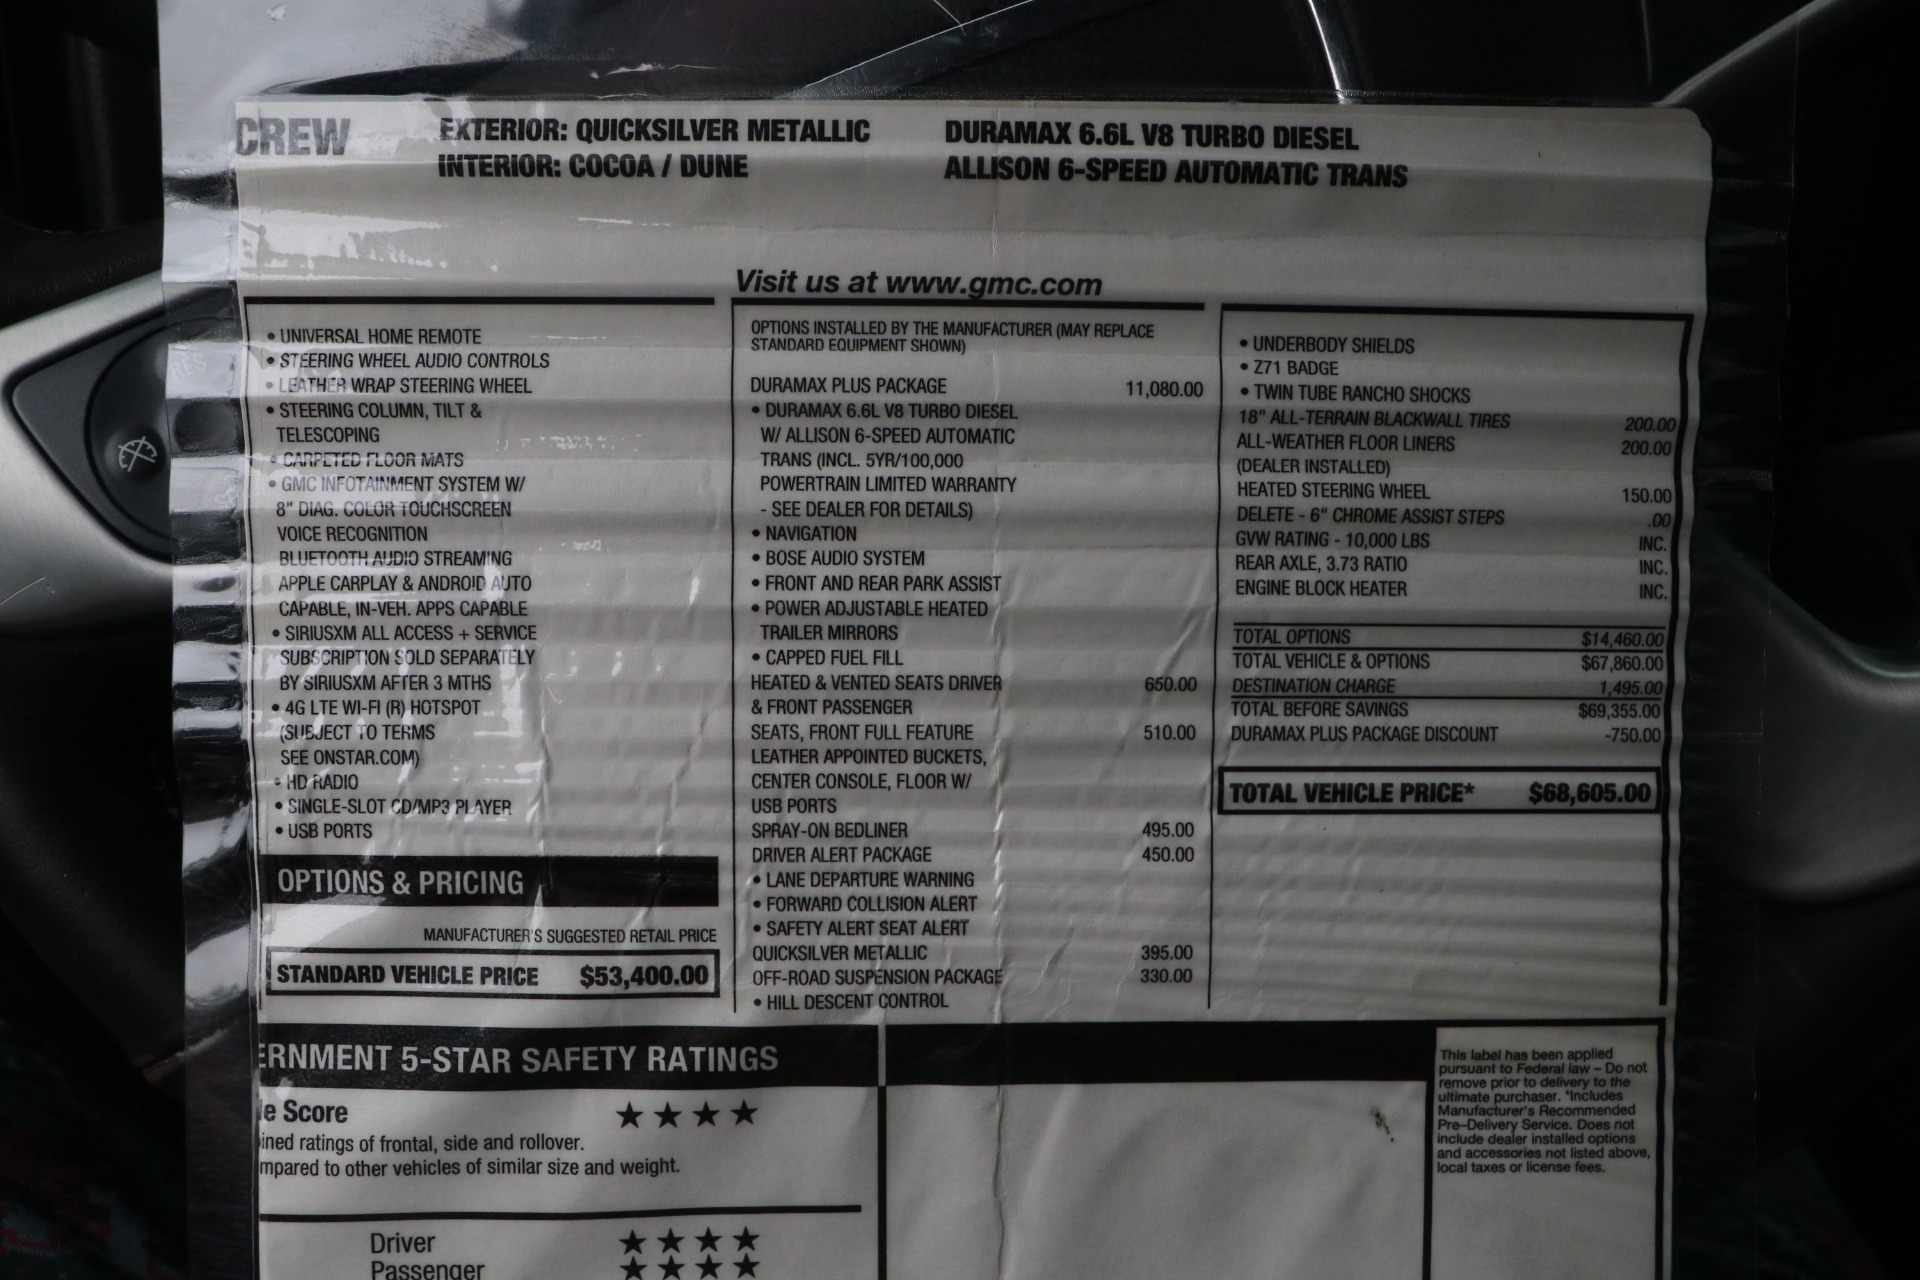 CREW
EXTERIOR: QUICKSILVER METALLIC
INTERIOR: COCOA / DUNE
DURAMAX 6.6L V8 TURBO DIESEL
ALLISON 6-SPEED AUTOMATIC TRANS
Visit us at www.gmc.com
• UNIVERSAL HOME REMOTE
• STEERING WHEEL AUDIO CONTROLS
• LEATHER WRAP STEERING WHEEL
• STEERING COLUMN, TILT &
TELESCOPING
• CARPETED FLOOR MATS
• GMC INFOTAINMENT SYSTEM W/
8" DIAG. COLOR TOUCHSCREEN
VOICE RECOGNITION
BLUETOOTH AUDIO STREAMING
APPLE CARPLAY & ANDROID AUTO
CAPABLE, IN-VEH. APPS CAPABLE
• SIRIUSXM ALL ACCESS + SERVICE
SUBSCRIPTION SOLD SEPARATELY
BY SIRIUSXM AFTER 3 MTHS
• 4G LTE WI-FI (R) HOTSPOT
(SUBJECT TO TERMS
SEE ONSTAR.COM)
• HD RADIO
• SINGLE-SLOT CD/MP3 PLAYER
• USB PORTS
OPTIONS & PRICING
MANUFACTURER'S SUGGESTED RETAIL PRICE
STANDARD VEHICLE PRICE $53,400.00
OPTIONS INSTALLED BY THE MANUFACTURER (MAY REPLACE
STANDARD EQUIPMENT SHOWN)
DURAMAX PLUS PACKAGE 11,080.00
• DURAMAX 6.6L V8 TURBO DIESEL
W/ ALLISON 6-SPEED AUTOMATIC
TRANS (INCL. 5YR/100,000
POWERTRAIN LIMITED WARRANTY
- SEE DEALER FOR DETAILS)
• NAVIGATION
• BOSE AUDIO SYSTEM
• FRONT AND REAR PARK ASSIST
• POWER ADJUSTABLE HEATED
TRAILER MIRRORS
• CAPPED FUEL FILL
HEATED & VENTED SEATS DRIVER 650.00
& FRONT PASSENGER
SEATS, FRONT FULL FEATURE 510.00
LEATHER APPOINTED BUCKETS,
CENTER CONSOLE, FLOOR W/
USB PORTS
SPRAY-ON BEDLINER 495.00
DRIVER ALERT PACKAGE 450.00
• LANE DEPARTURE WARNING
• FORWARD COLLISION ALERT
• SAFETY ALERT SEAT ALERT
QUICKSILVER METALLIC 395.00
OFF-ROAD SUSPENSION PACKAGE 330.00
• HILL DESCENT CONTROL
• UNDERBODY SHIELDS
• Z71 BADGE
• TWIN TUBE RANCHO SHOCKS
18" ALL-TERRAIN BLACKWALL TIRES 200.00
ALL-WEATHER FLOOR LINERS 200.00
(DEALER INSTALLED)
HEATED STEERING WHEEL 150.00
DELETE - 6" CHROME ASSIST STEPS .00
GVW RATING - 10,000 LBS INC.
REAR AXLE, 3.73 RATIO INC.
ENGINE BLOCK HEATER INC.
TOTAL OPTIONS $14,460.00
TOTAL VEHICLE & OPTIONS $67,860.00
DESTINATION CHARGE 1,495.00
TOTAL BEFORE SAVINGS $69,355.00
DURAMAX PLUS PACKAGE DISCOUNT -750.00
TOTAL VEHICLE PRICE* $68,605.00
ERNMENT 5-STAR SAFETY RATINGS
le Score ★★★★
ined ratings of frontal, side and rollover.
mpared to other vehicles of similar size and weight.
Driver ★★★★
Passenger ★★★★
This label has been applied
pursuant to Federal law – Do not
remove prior to delivery to the
ultimate purchaser. *Includes
Manufacturer's Recommended
Pre-Delivery Service. Does not
include dealer installed options
and accessories not listed above,
local taxes or license fees.